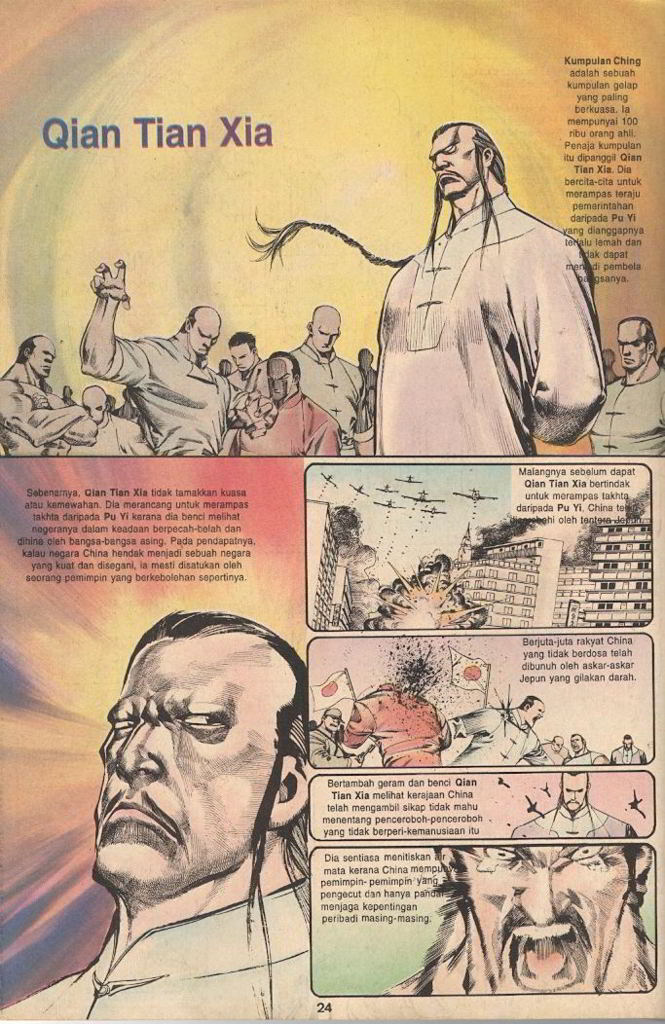 Qian Tian Xia
Kumpulan Ching
adalah sebuah
kumpulan gelap
yang paling
berkuasa. Ia
mempunyai 100
ribu orang ahli.
Penaja kumpulan
itu dipanggil Qian
Tian Xia. Dia
bercita-cita untuk
merampas teraju
pemerintahan
daripada Pu Yi
yang dianggapnya
terlalu lemah dan
tidak dapat
menjadi pembela
bangsanya.
Sebenarnya, Qian Tian Xia tidak tamakkan kuasa
atau kemewahan. Dia merancang untuk merampas
takhta daripada Pu Yi kerana dia benci melihat
negeranya dalam keadaan berpecah-belah dan
dihina oleh bangsa-bangsa asing. Pada pendapatnya,
kalau negara China hendak menjadi sebuah negara
yang kuat dan disegani, ia mesti disatukan oleh
seorang pemimpin yang berkebolehan sepertinya.
Malangnya sebelum dapat
Qian Tian Xia bertindak
untuk merampas takhta
daripada Pu Yi, China telah
oleh tentera Jepun.
Berjuta-juta rakyat China
yang tidak berdosa telah
dibunuh oleh askar-askar
Jepun yang gilakan darah.
Bertambah geram dan benci Qian
Tian Xia melihat kerajaan China
telah mengambil sikap tidak mahu
menentang penceroboh-penceroboh
yang tidak berperi-kemanusiaan itu
Dia sentiasa menitiskan air
mata kerana China mempunyai
pemimpin- pemimpin yang
pengecut dan hanya pandai
menjaga kepentingan
peribadi masing-masing.
24